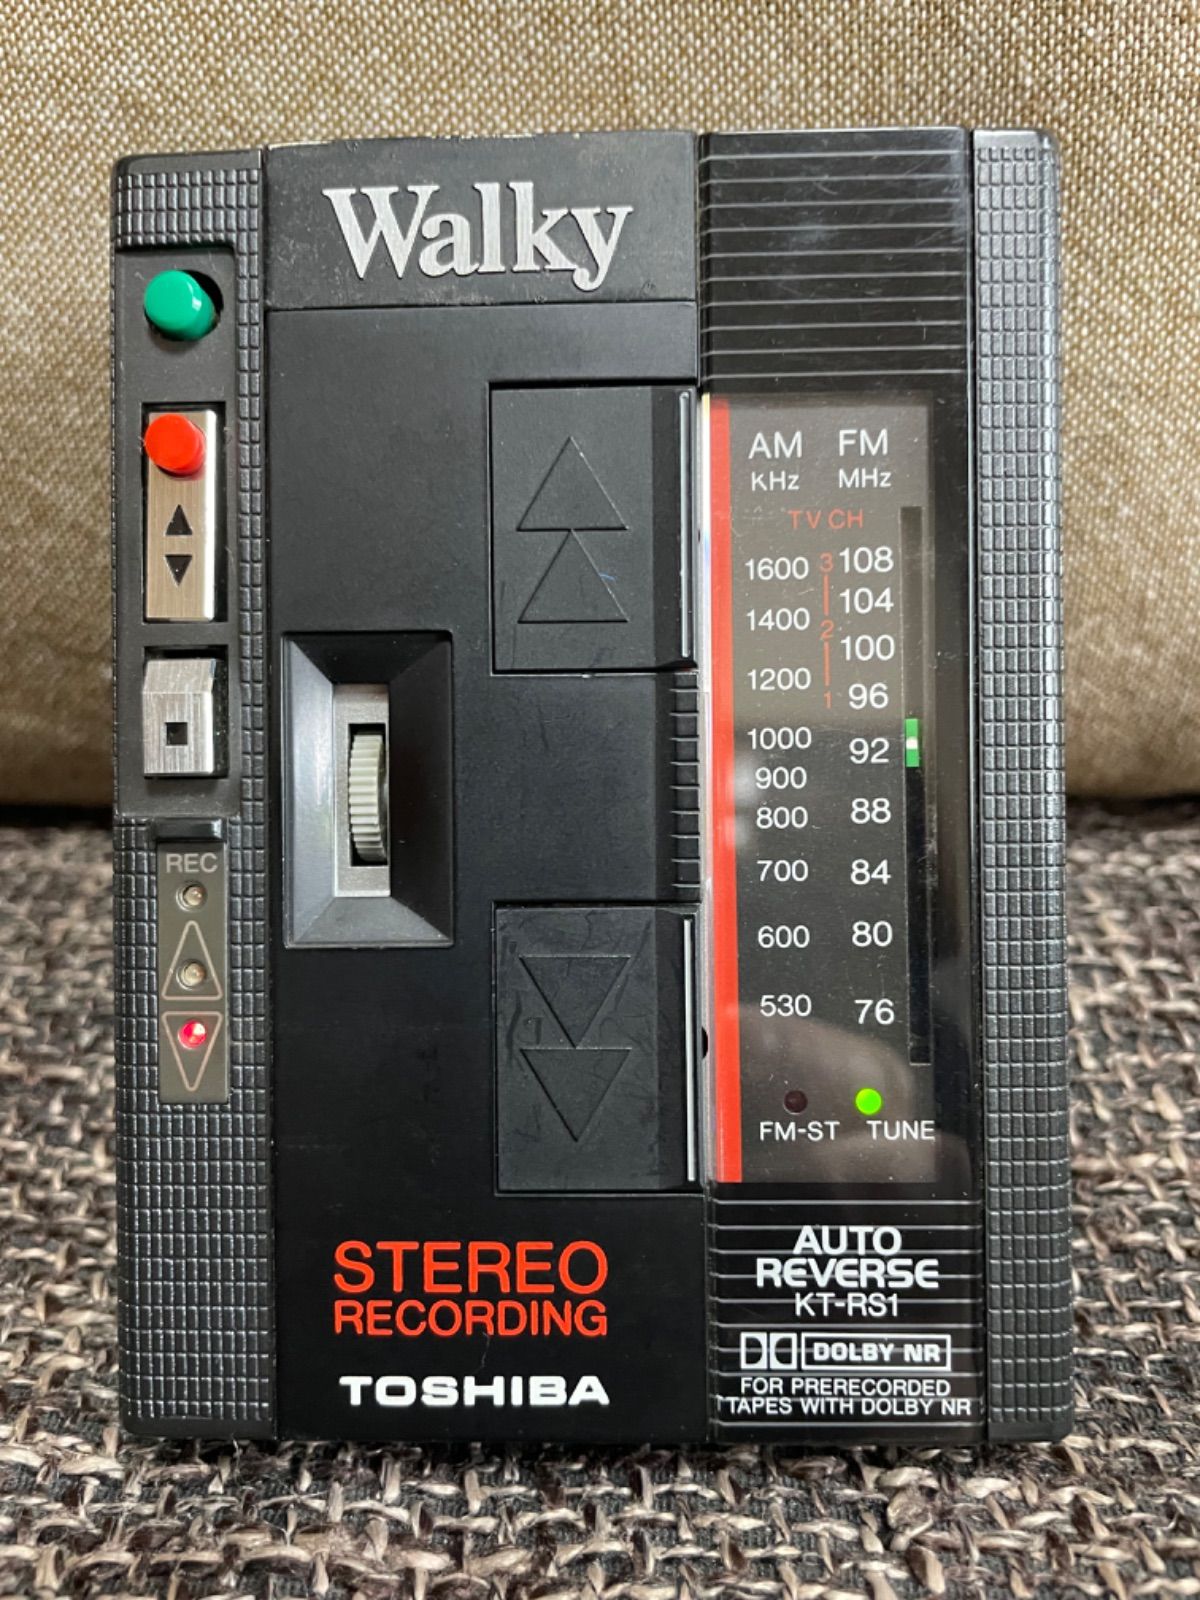 Walky
REC
AM FM
KHz MHz
TV CH
1600 3 108
104
1400 2
100
1200 1 96
1000 92
900
800 88
700 84
600 80
530 76
FM-ST TUNE
STEREO
RECORDING
TOSHIBA
AUTO
REVERSE
KT-RS1
DOLBY NR
FOR PRERECORDED
TAPES WITH DOLBY NR